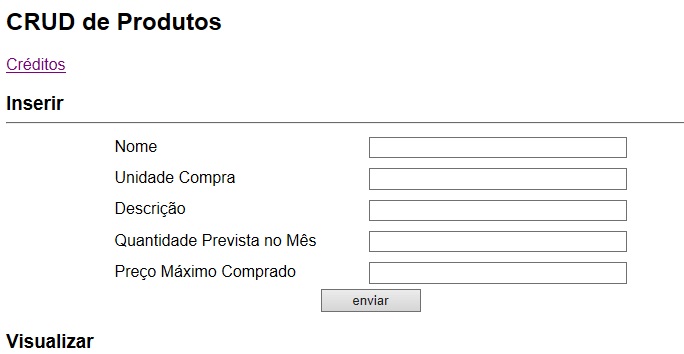 CRUD de Produtos
Créditos
Inserir
Nome
Unidade Compra
Descrição
Quantidade Prevista no Mês
Preço Máximo Comprado
enviar
Visualizar